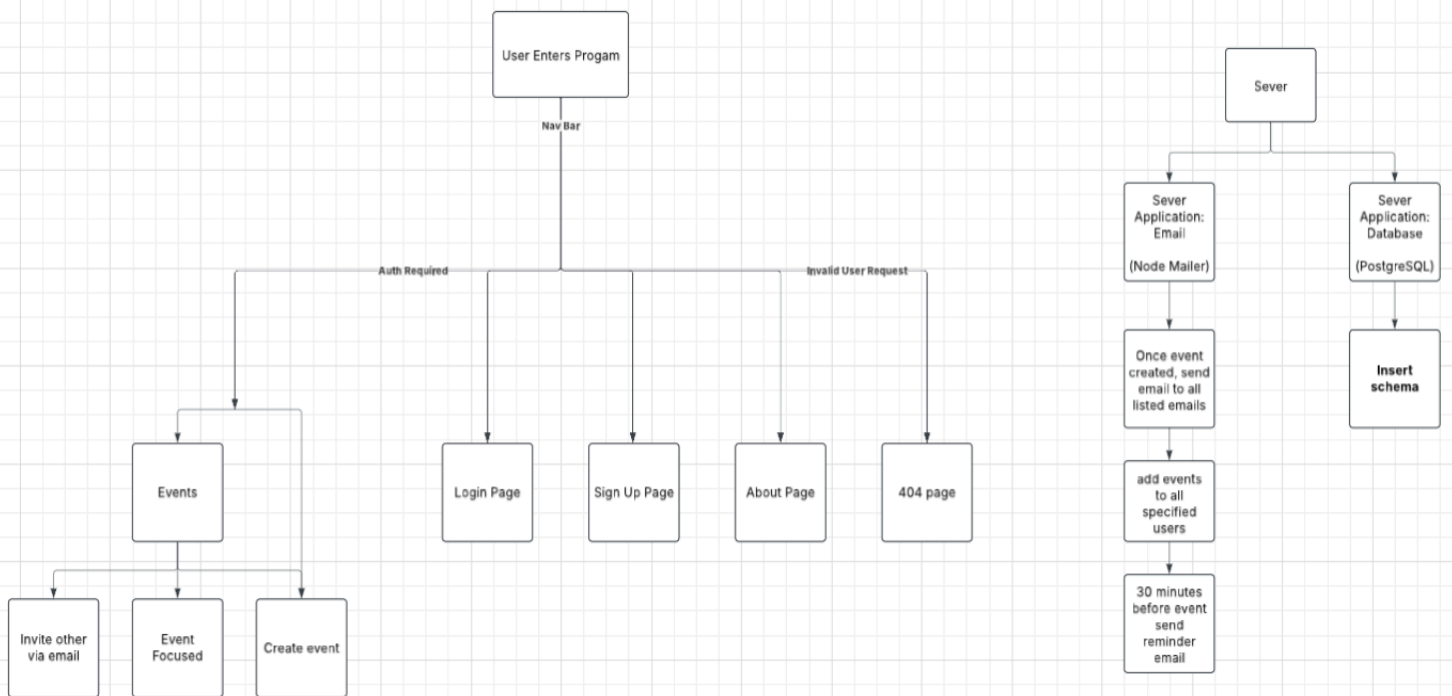 User Enters Progam
Nav Bar
Auth Required
Invalid User Request
Events
Login Page
Sign Up Page
About Page
404 page
Invite other
via email
Event
Focused
Create event
Sever
Sever
Application:
Email
(Node Mailer)
Sever
Application:
Database
(PostgreSQL)
Once event
created, send
email to all
listed emails
Insert
schema
add events
to all
specified
users
30 minutes
before event
send
reminder
email